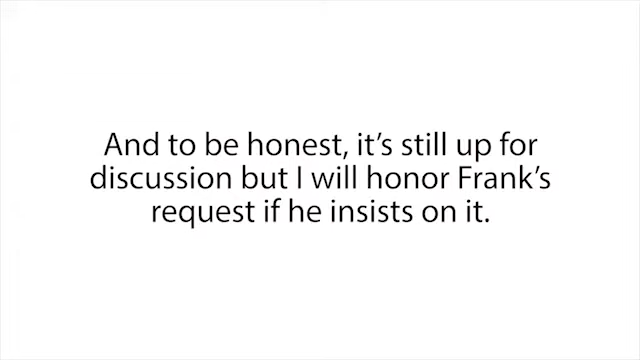 And to be honest, it’s still up for
discussion but I will honor Frank’s
request if he insists on it.